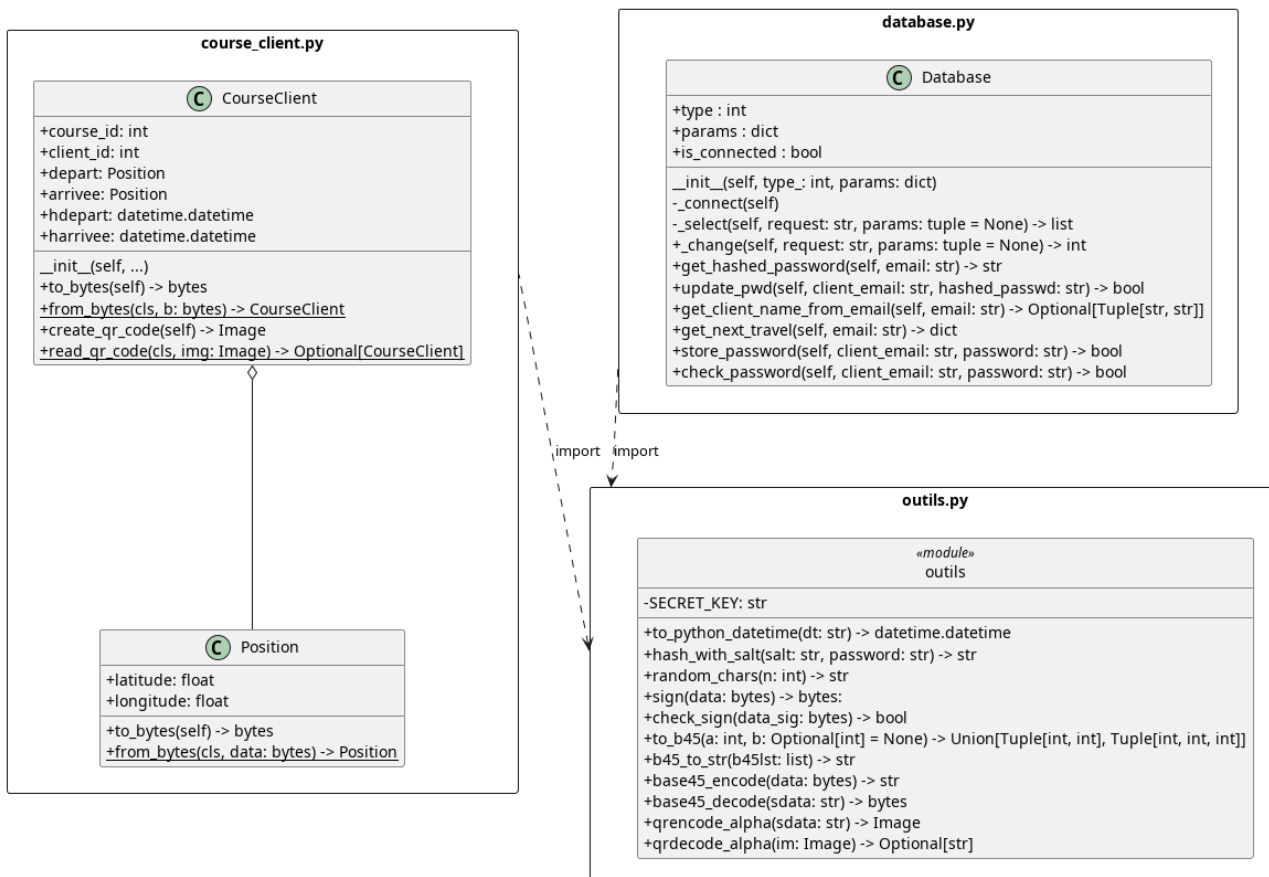 course_client.py
C CourseClient
+course_id: int
+client_id: int
+depart: Position
+arrivee: Position
+hdepart: datetime.datetime
+harrivee: datetime.datetime
__init__(self, ...)
+to_bytes(self) -> bytes
+from_bytes(cls, b: bytes) -> CourseClient
+create_qr_code(self) -> Image
+read_qr_code(cls, img: Image) -> Optional[CourseClient]
C Position
+latitude: float
+longitude: float
+to_bytes(self) -> bytes
+from_bytes(cls, data: bytes) -> Position
database.py
C Database
+type : int
+params : dict
+is_connected : bool
__init__(self, type_: int, params: dict)
-_connect(self)
-_select(self, request: str, params: tuple = None) -> list
+_change(self, request: str, params: tuple = None) -> int
+get_hashed_password(self, email: str) -> str
+update_pwd(self, client_email: str, hashed_passwd: str) -> bool
+get_client_name_from_email(self, email: str) -> Optional[Tuple[str, str]]
+get_next_travel(self, email: str) -> dict
+store_password(self, client_email: str, password: str) -> bool
+check_password(self, client_email: str, password: str) -> bool
import
import
outils.py
«module»
outils
-SECRET_KEY: str
+to_python_datetime(dt: str) -> datetime.datetime
+hash_with_salt(salt: str, password: str) -> str
+random_chars(n: int) -> str
+sign(data: bytes) -> bytes:
+check_sign(data_sig: bytes) -> bool
+to_b45(a: int, b: Optional[int] = None) -> Union[Tuple[int, int], Tuple[int, int, int]]
+b45_to_str(b45lst: list) -> str
+base45_encode(data: bytes) -> str
+base45_decode(sdata: str) -> bytes
+qrencode_alpha(sdata: str) -> Image
+qrdecode_alpha(im: Image) -> Optional[str]